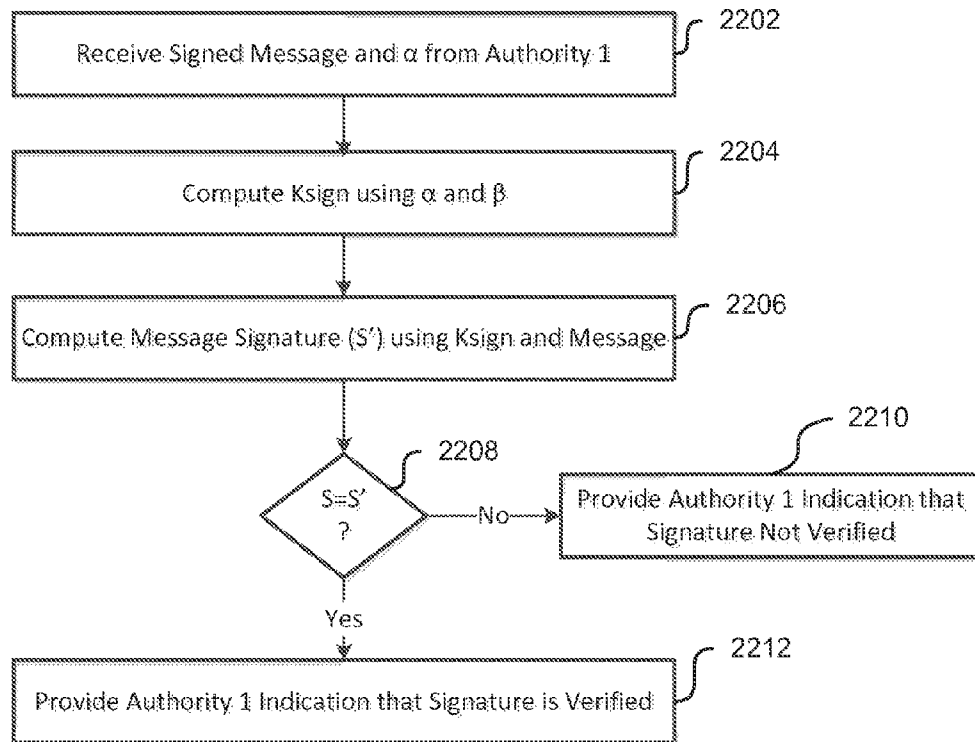 2202
Receive Signed Message and α from Authority 1
2204
Compute Ksign using α and β
2206
Compute Message Signature (S') using Ksign and Message
2208
S=S'
?
No
2210
Provide Authority 1 Indication that
Signature Not Verified
Yes
2212
Provide Authority 1 Indication that Signature is Verified